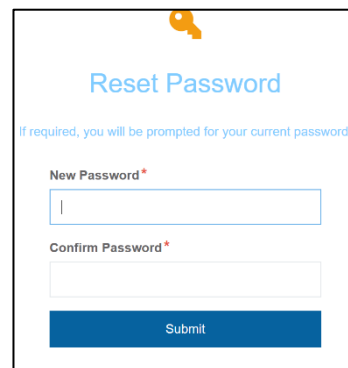 Reset Password
If required, you will be prompted for your current password
New Password*
Confirm Password*
Submit